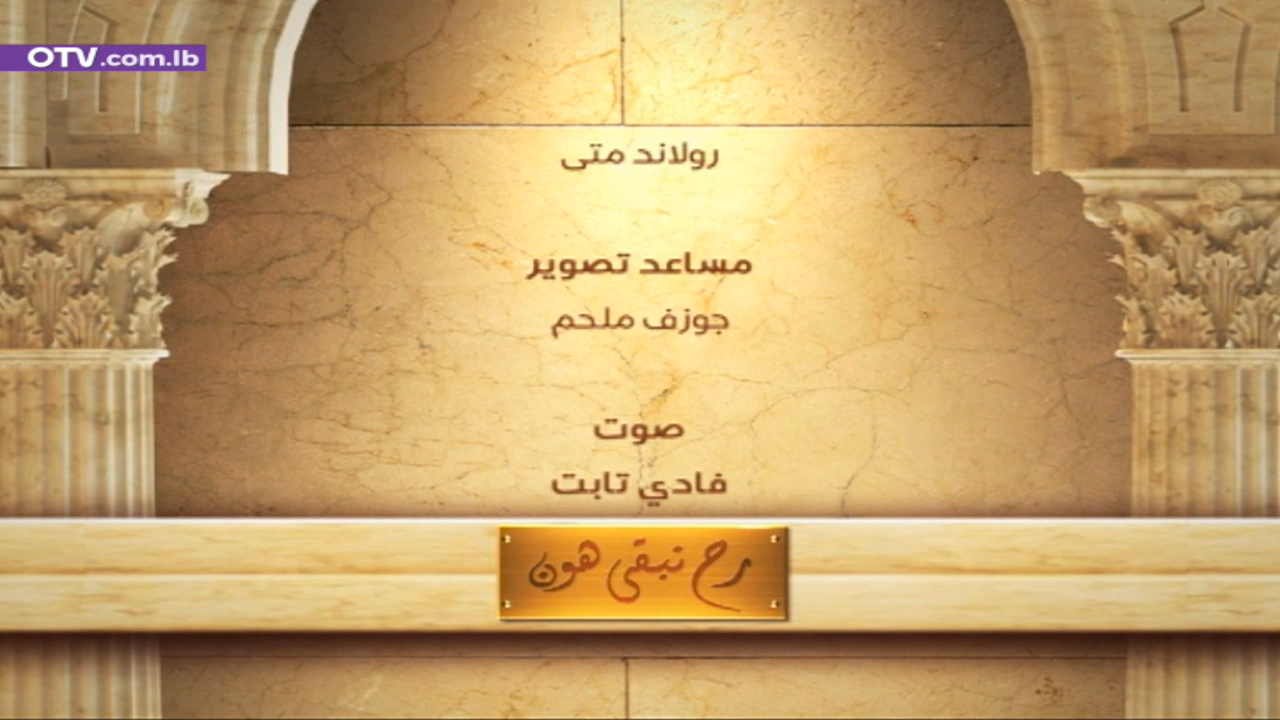 OTV.com.lb
رولاند متى
مساعد تصوير
جوزف ملحم
صوت
فادي تابت
رح نبقى هون